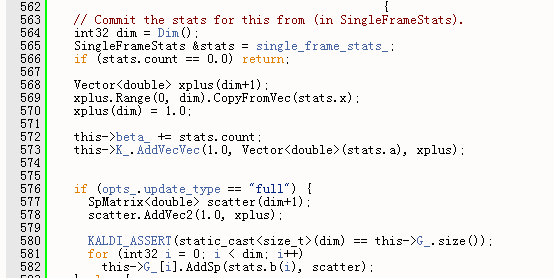 562 {
563 // Commit the stats for this from (in SingleFrameStats).
564 int32 dim = Dim();
565 SingleFrameStats &stats = single_frame_stats_;
566 if (stats.count == 0.0) return;
567
568 Vector<double> xplus(dim+1);
569 xplus.Range(0, dim).CopyFromVec(stats.x);
570 xplus(dim) = 1.0;
571
572 this->beta_ += stats.count;
573 this->K_.AddVecVec(1.0, Vector<double>(stats.a), xplus);
574
575
576 if (opts_.update_type == "full") {
577 SpMatrix<double> scatter(dim+1);
578 scatter.AddVec2(1.0, xplus);
579
580 KALDI_ASSERT(static_cast<size_t>(dim) == this->G_.size());
581 for (int32 i = 0; i < dim; i++)
582 this->G_[i].AddSp(stats.b(i), scatter);